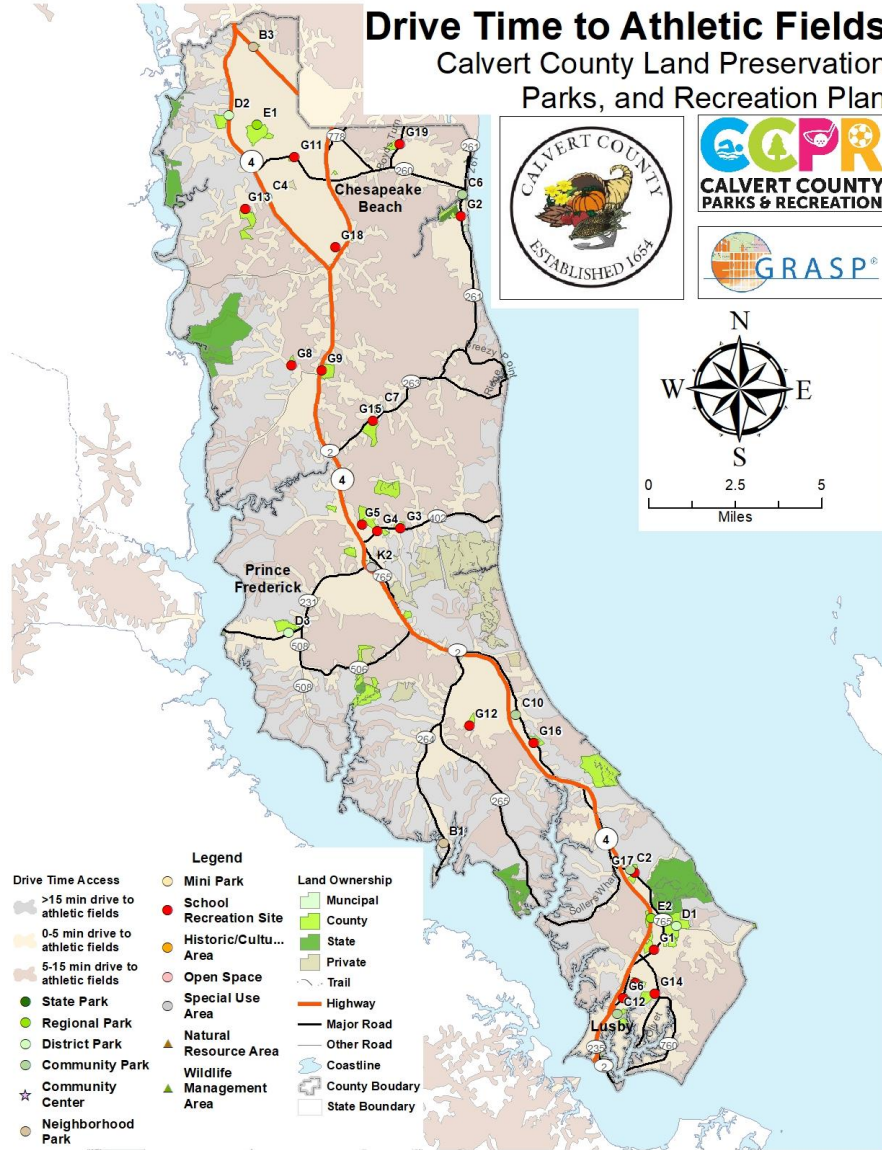 Drive Time to Athletic Fields
Calvert County Land Preservation
Parks, and Recreation Plan
CALVERT COUNTY
ESTABLISHED 1654
CCPR
CALVERT COUNTY
PARKS & RECREATION
GRASP®
N
W E
S
0 2.5 5
Miles
B3
D2
E1
G11
778
G19
261
4
260
C4
Chesapeake
Beach
C6
G13
G2
G18
261
G8
G9
Breezy Point
C7
263
G15
2
4
G5
G4
G3
402
K2
765
Prince
Frederick
231
D3
508
2
506
508
G12
C10
264
G16
265
B1
4
G17
C2
Sollers Wharf
E2
765
D1
G1
G6
G14
C12
Lusby
235
760
2
Legend
Drive Time Access
>15 min drive to
athletic fields
0-5 min drive to
athletic fields
5-15 min drive to
athletic fields
State Park
Regional Park
District Park
Community Park
Community
Center
Neighborhood
Park
Mini Park
School
Recreation Site
Historic/Cultu...
Area
Open Space
Special Use
Area
Natural
Resource Area
Wildlife
Management
Area
Land Ownership
Muncipal
County
State
Private
Trail
Highway
Major Road
Other Road
Coastline
County Boudary
State Boundary